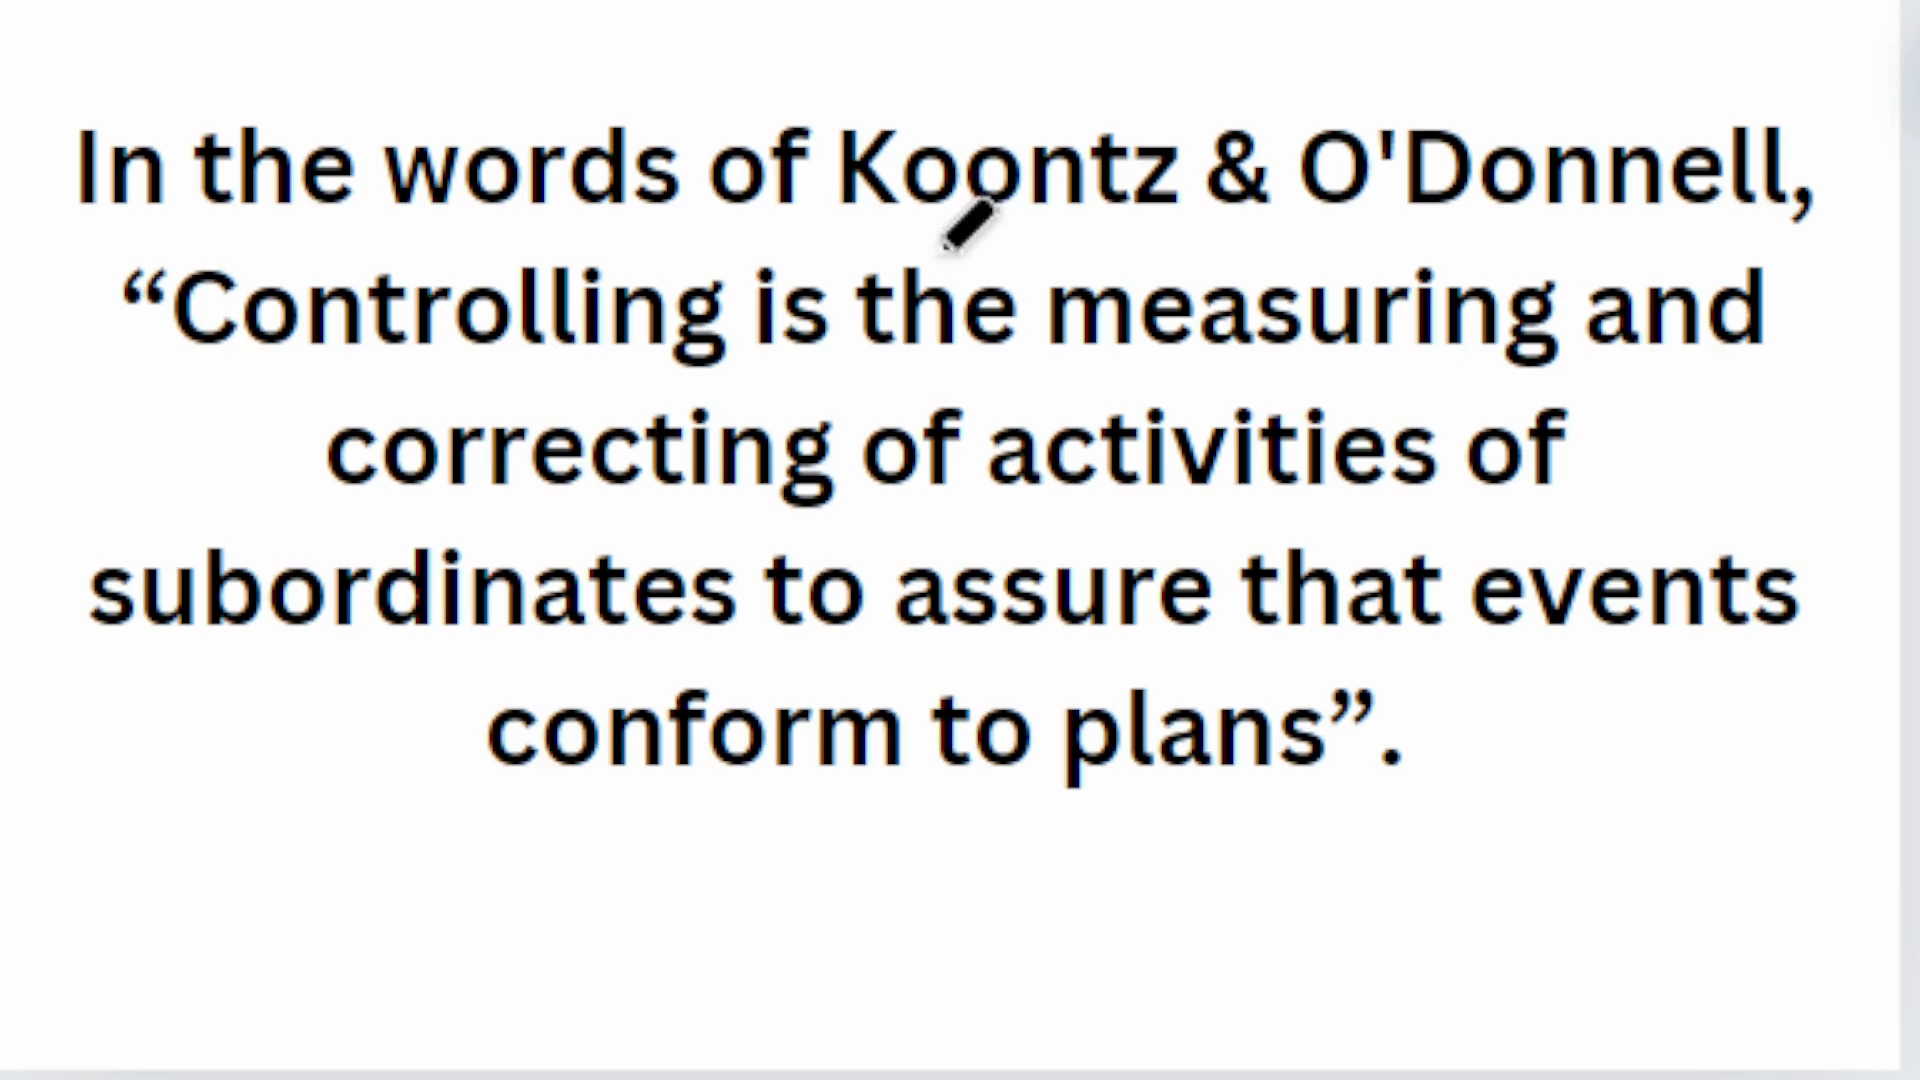 In the words of Koontz & O'Donnell,
“Controlling is the measuring and
correcting of activities of
subordinates to assure that events
conform to plans”.